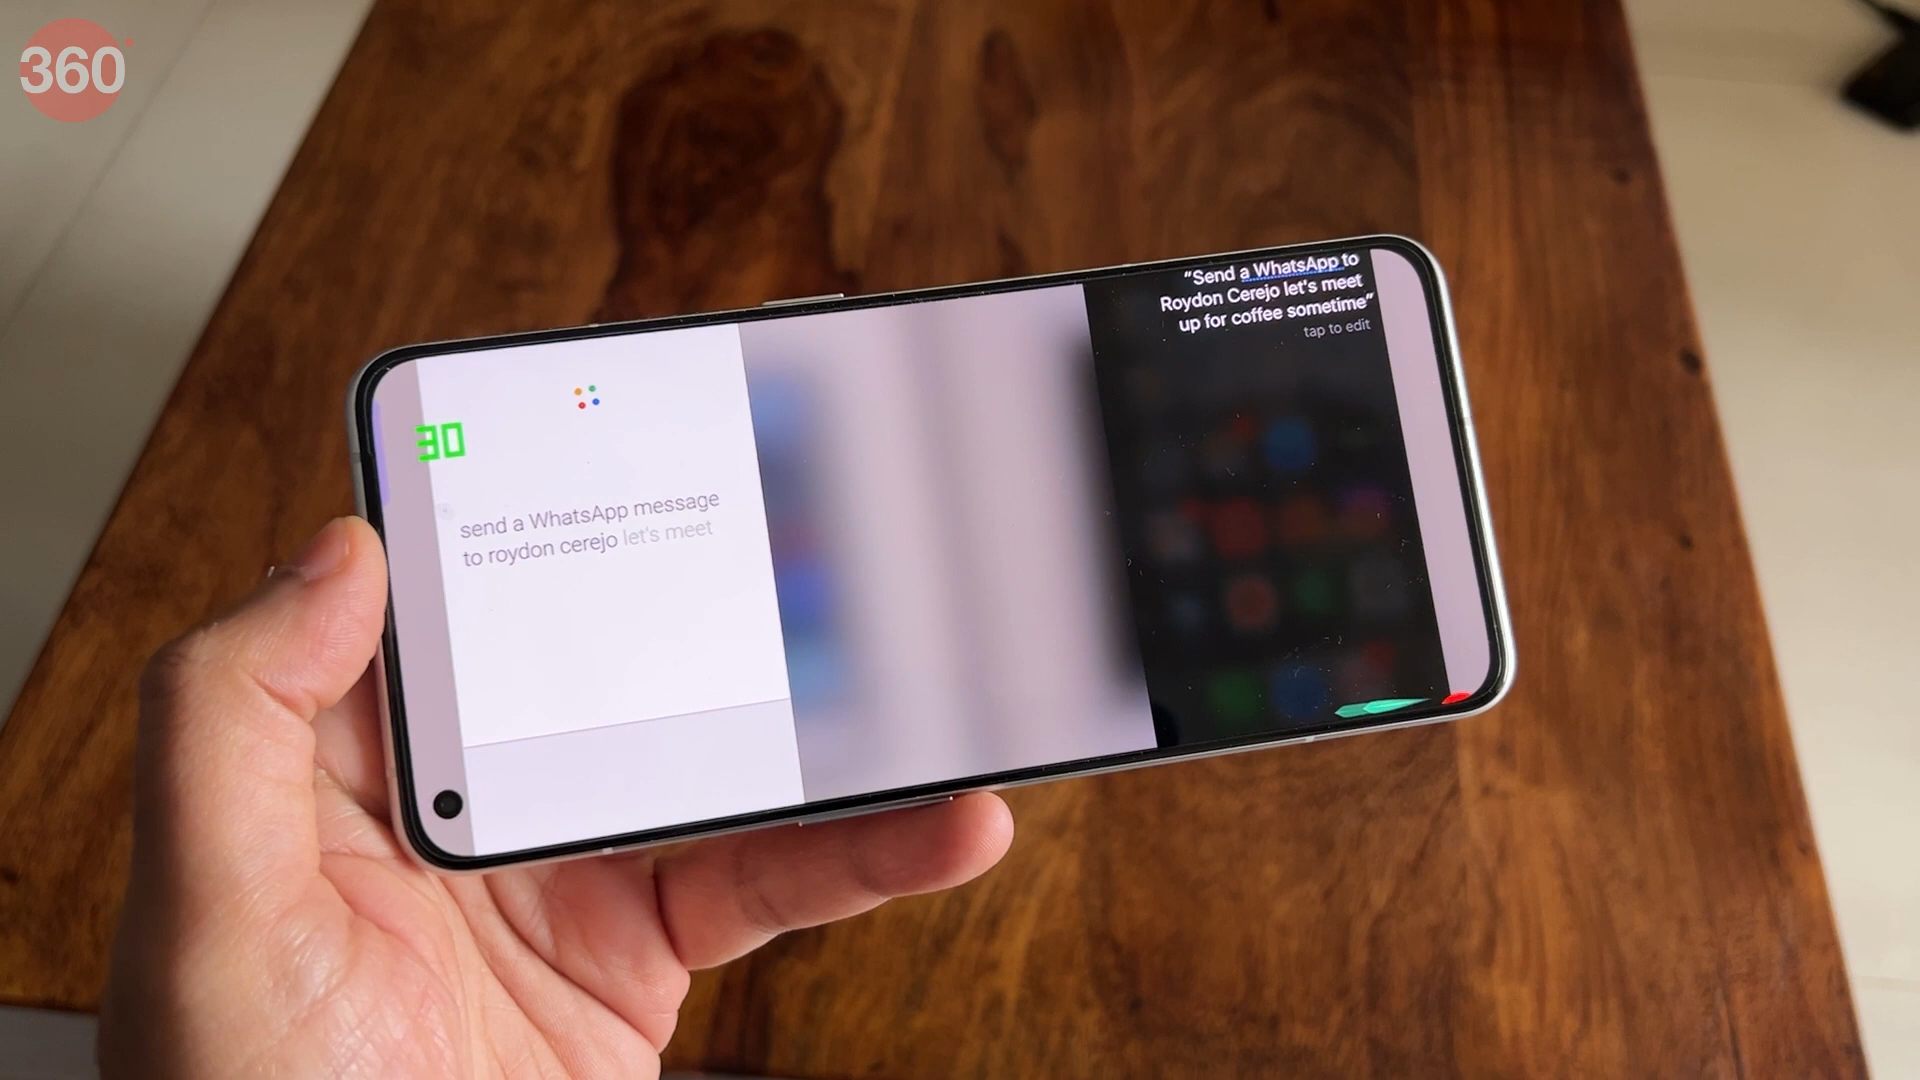 360
30
send a WhatsApp message
to roydon cerejo let's meet
“Send a WhatsApp to
Roydon Cerejo let's meet
up for coffee sometime”
tap to edit